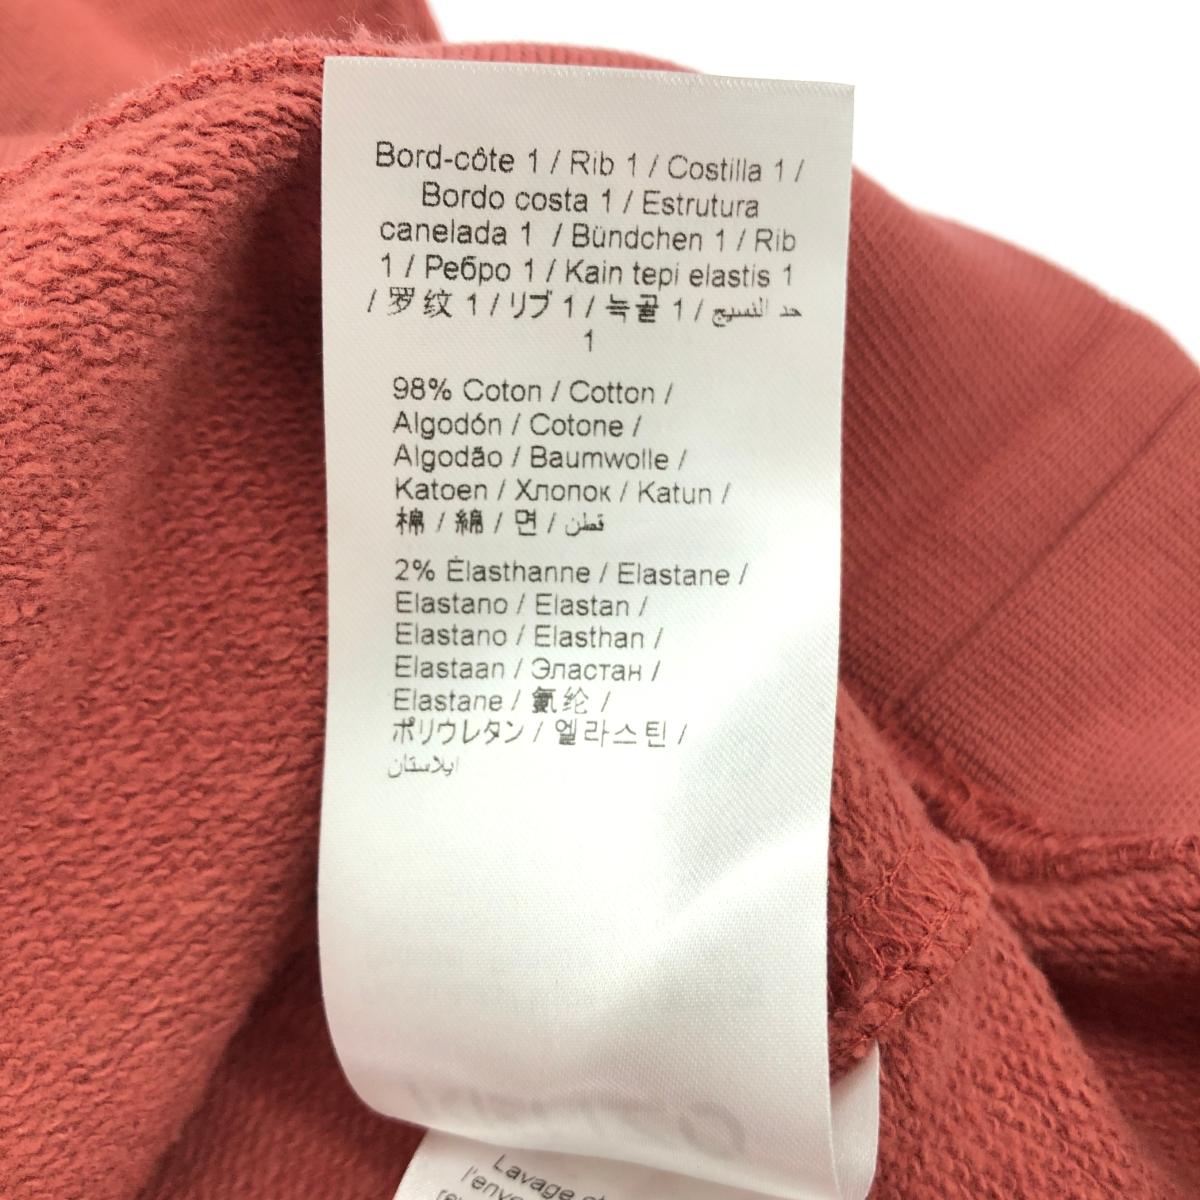 Bord-côte 1 / Rib 1 / Costilla 1 /
Bordo costa 1 / Estrutura
canelada 1 / Bündchen 1 / Rib
1 / Ребро 1 / Kain tepi elastis 1
/ 罗纹 1 / リブ 1 / 늑골 1 / حد النسيج
1
98% Coton / Cotton /
Algodón / Cotone /
Algodão / Baumwolle /
Katoen / Хлопок / Katun /
棉 / 綿 / 면 / قطن
2% Élasthanne / Elastane /
Elastano / Elastan /
Elastano / Elasthan /
Elastaan / Эластан /
Elastane / 氨纶 /
ポリウレタン / 엘라스틴 /
ايلاستان
Lavage